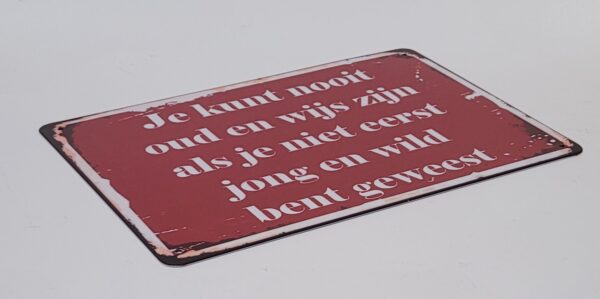 Je kunt nooit
oud en wijs zijn
als je niet eerst
jong en wild
bent geweest